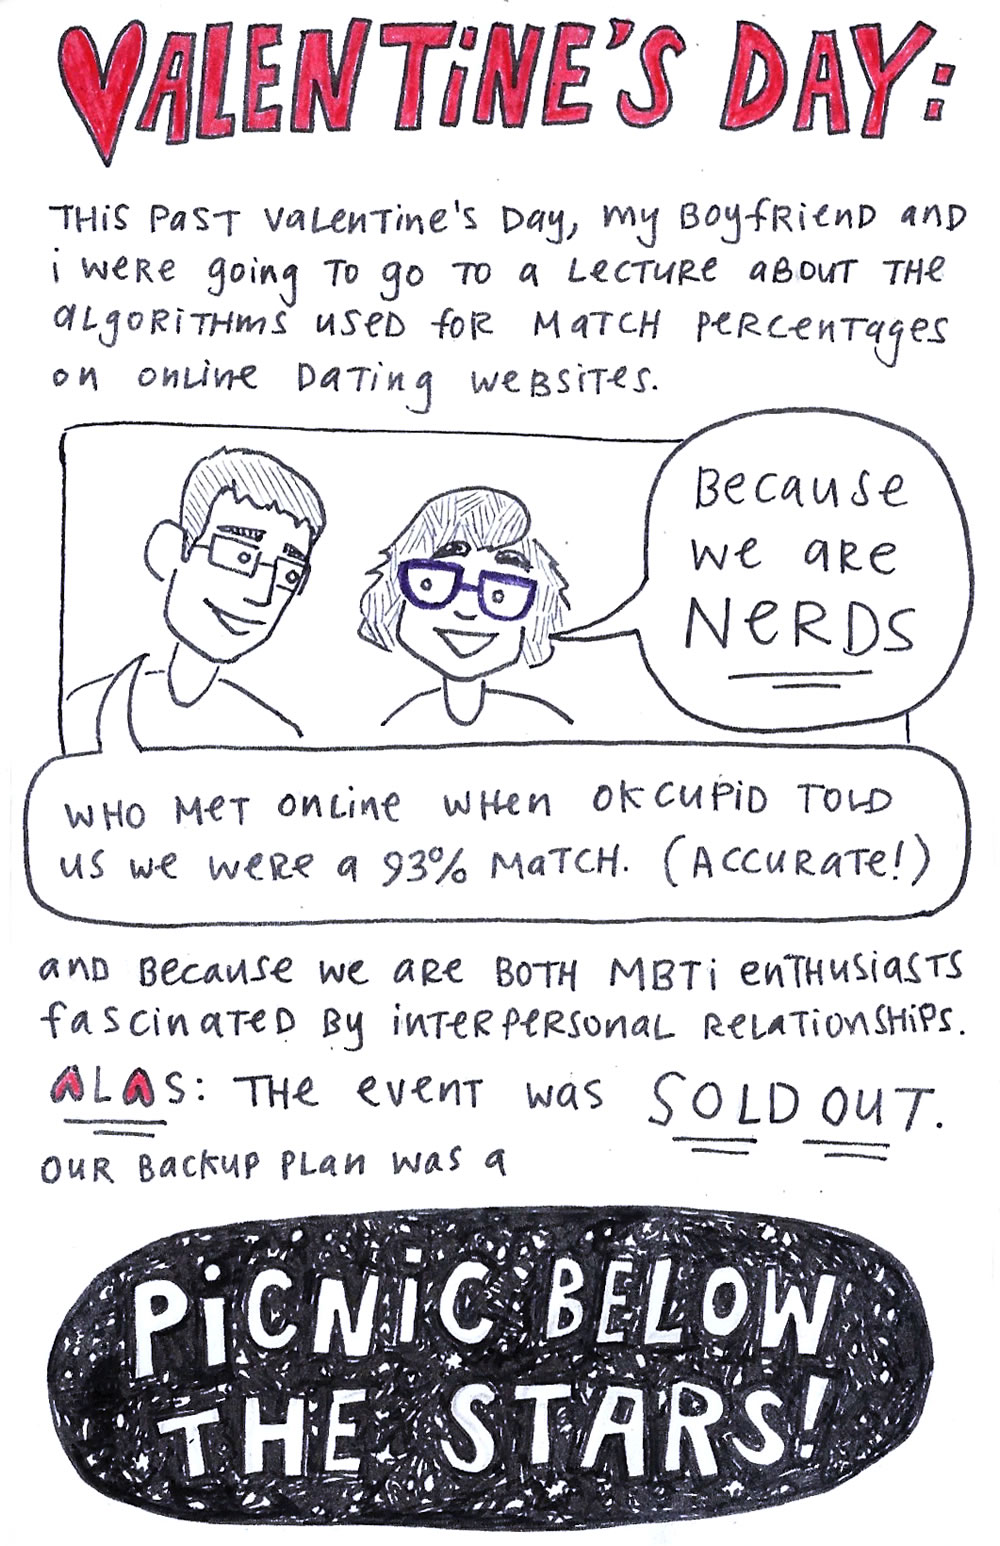 VALENTINE'S DAY:
THIS PAST VALENTINE'S DAY, MY BOYFRIEND AND
I WERE GOING TO GO TO A LECTURE ABOUT THE
ALGORITHMS USED FOR MATCH PERCENTAGES
ON ONLINE DATING WEBSITES.
BECAUSE
WE ARE
NERDS
WHO MET ONLINE WHEN OKCUPID TOLD
US WE WERE A 93% MATCH. (ACCURATE!)
AND BECAUSE WE ARE BOTH MBTI ENTHUSIASTS
FASCINATED BY INTERPERSONAL RELATIONSHIPS.
ALAS: THE EVENT WAS SOLD OUT.
OUR BACKUP PLAN WAS A
PICNIC BELOW
THE STARS!